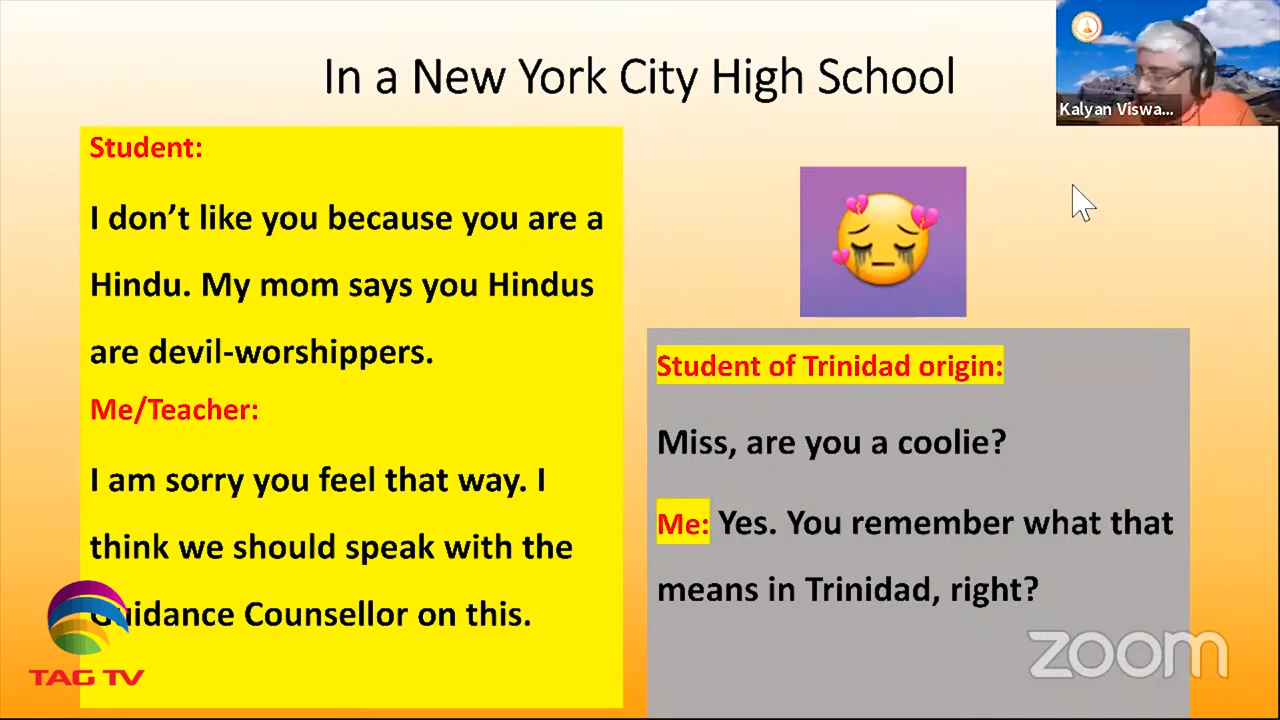 In a New York City High School
Kalyan Viswa...
Student:
I don’t like you because you are a
Hindu. My mom says you Hindus
are devil-worshippers.
Me/Teacher:
I am sorry you feel that way. I
think we should speak with the
Guidance Counsellor on this.
Student of Trinidad origin:
Miss, are you a coolie?
Me: Yes. You remember what that
means in Trinidad, right?
TAG TV
zoom